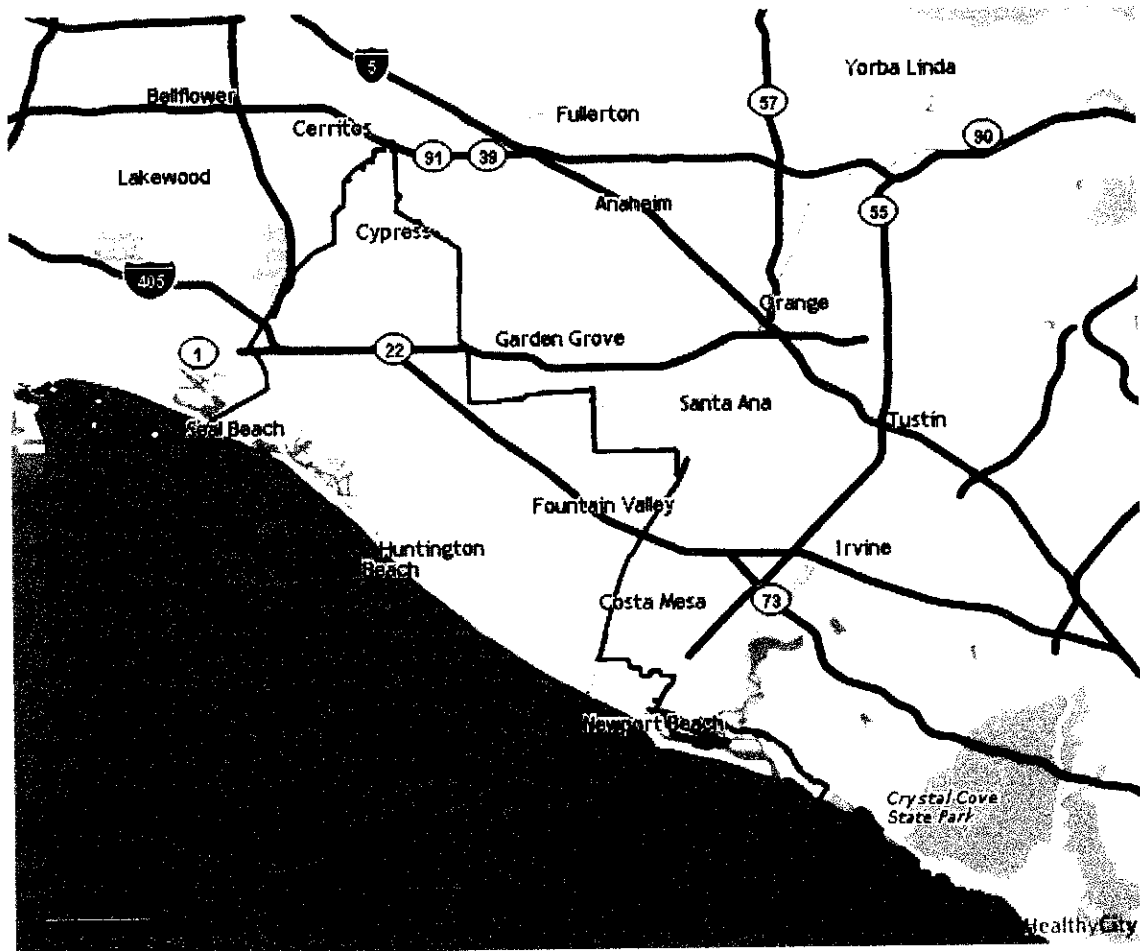 5
Yorba Linda
57
Bellflower
Fullerton
90
Cerritos
91
39
Lakewood
Anaheim
55
Cypress
405
Orange
1
22
Garden Grove
Santa Ana
Tustin
Seal Beach
Fountain Valley
Huntington
Beach
Irvine
Costa Mesa
73
Newport Beach
Crystal Cove
State Park
HealthyCity